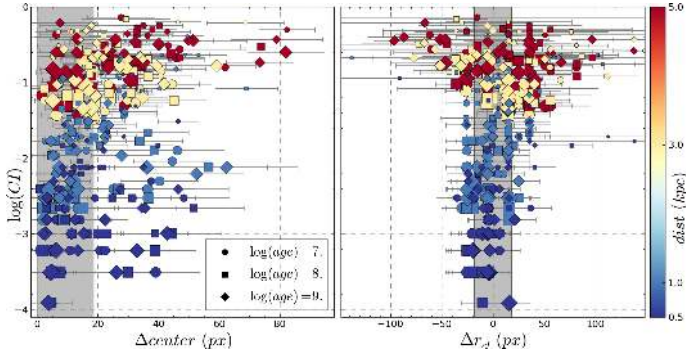 0
−1
−2
−3
−4
log(CI)
0
20
40
60
80
Δcenter (px)
log(age) 7.
log(age) 8.
log(age) =9.
−100
−50
0
50
100
Δr_cl (px)
5.0
3.0
1.0
0.5
dist (kpc)